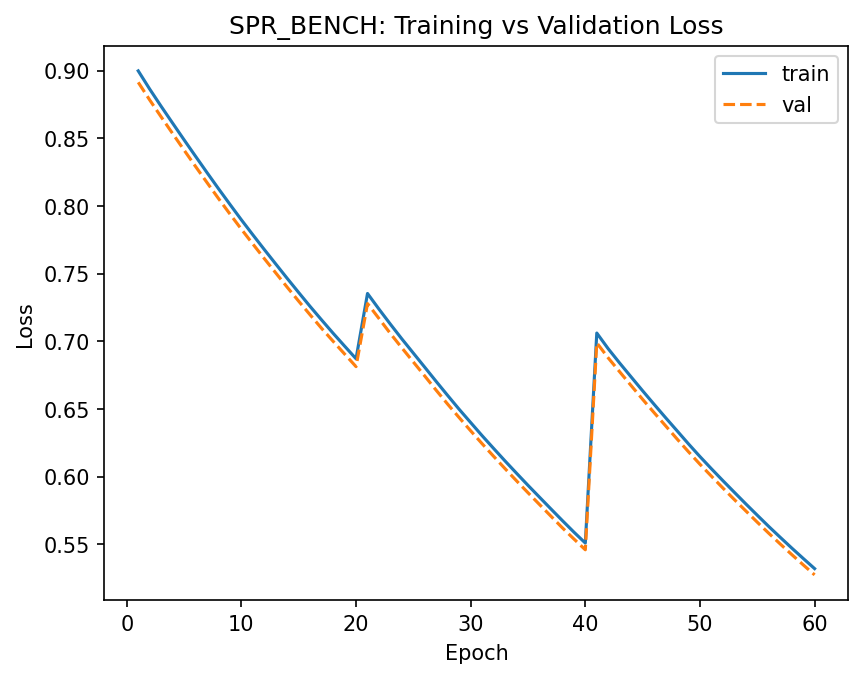 SPR_BENCH: Training vs Validation Loss
train
val
Loss
0.90
0.85
0.80
0.75
0.70
0.65
0.60
0.55
0 10 20 30 40 50 60
Epoch